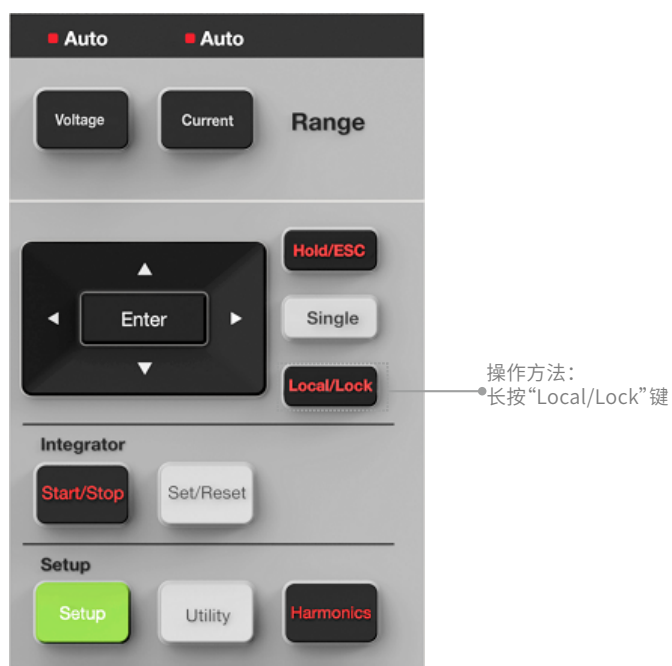 Auto Auto
Voltage Current Range
Hold/ESC
Enter Single
Local/Lock
操作方法：
长按“Local/Lock”键
Integrator
Start/Stop Set/Reset
Setup
Setup Utility Harmonics